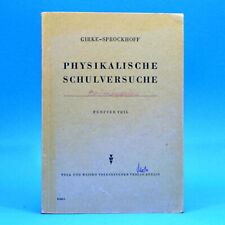 GIRKE-SPROCKHOFF
PHYSIKALISCHE
SCHULVERSUCHE
FÜNFTER TEIL
VOLK UND WISSEN VOLKSEIGENER VERLAG BERLIN